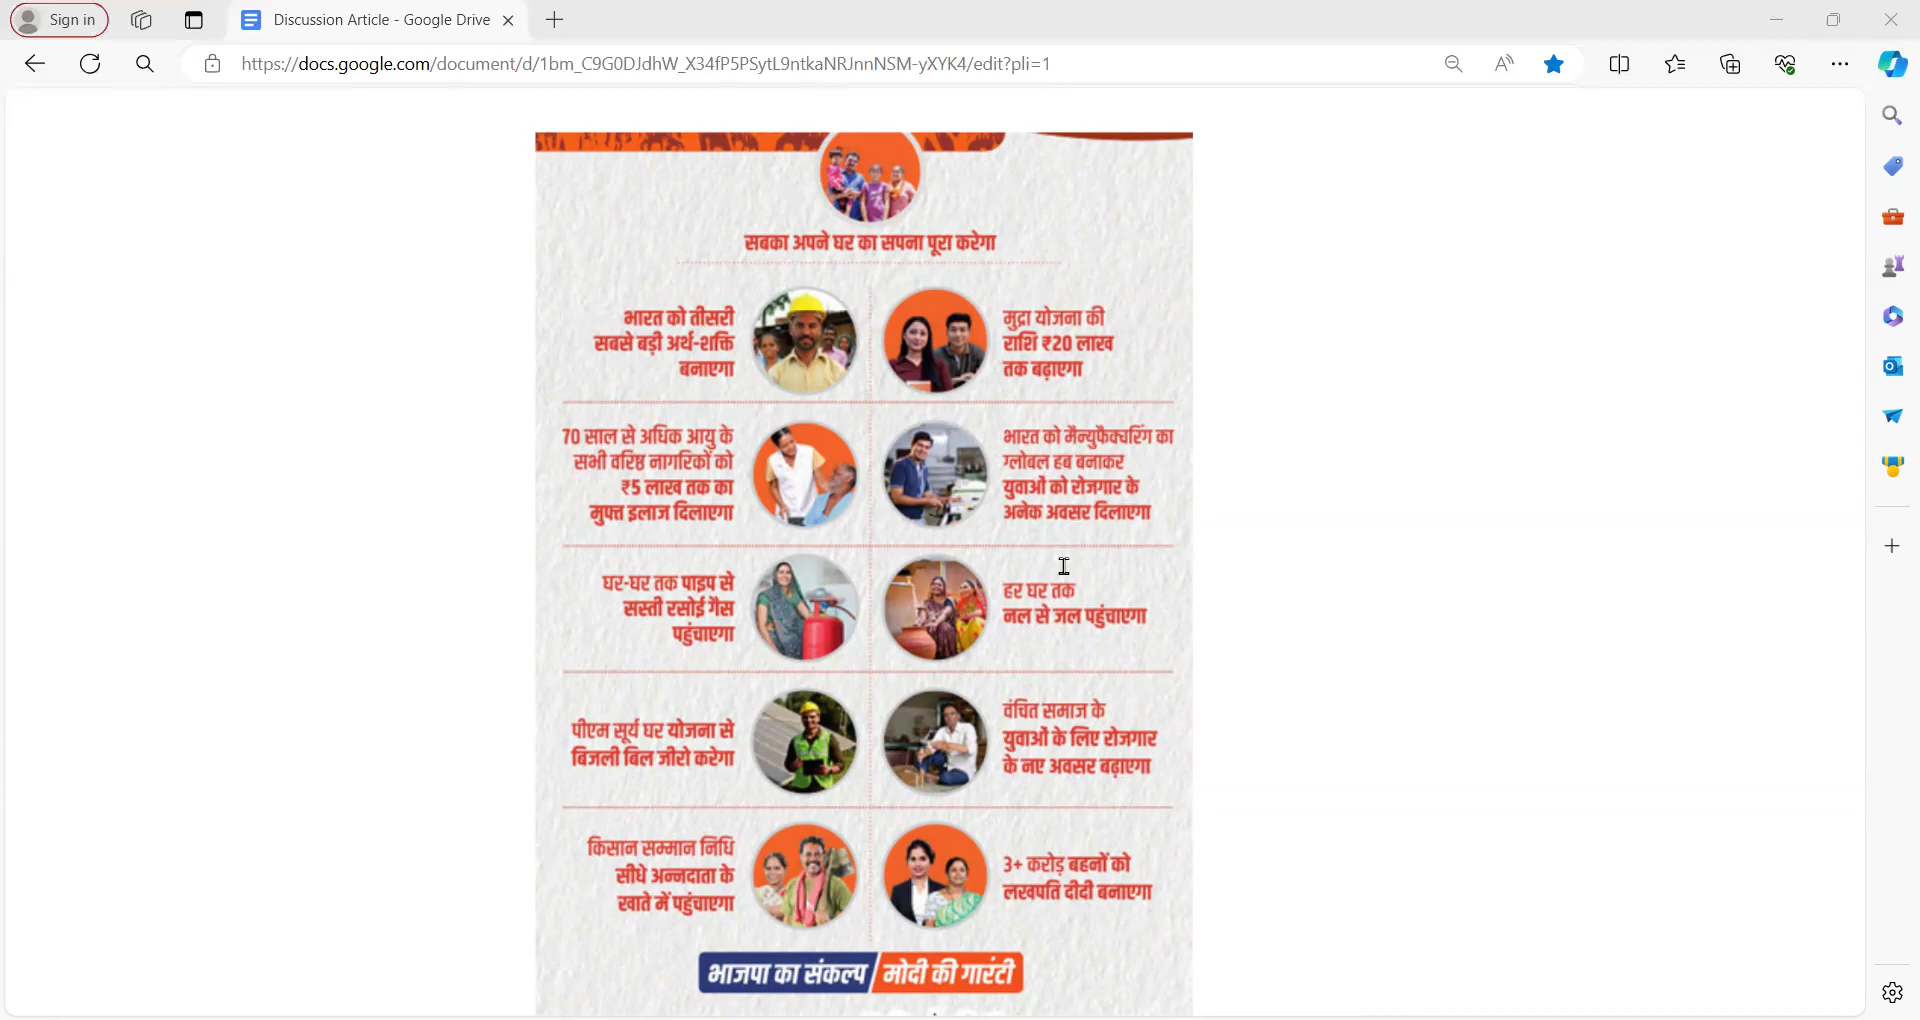 Sign in
Discussion Article - Google Drive
https://docs.google.com/document/d/1bm_C9G0DJdhW_X34fP5PSytL9ntkaNRJnnNSM-yXYK4/edit?pli=1
सबका अपने घर का सपना पूरा करेगा
भारत को तीसरी
सबसे बड़ी अर्थ-शक्ति
बनाएगा
मुद्रा योजना की
राशि ₹20 लाख
तक बढ़ाएगा
70 साल से अधिक आयु के
सभी वरिष्ठ नागरिकों को
₹5 लाख तक का
मुफ्त इलाज दिलाएगा
भारत को मैन्युफैक्चरिंग का
ग्लोबल हब बनाकर
युवाओं को रोजगार के
अनेक अवसर दिलाएगा
घर-घर तक पाइप से
सस्ती रसोई गैस
पहुंचाएगा
हर घर तक
नल से जल पहुंचाएगा
पीएम सूर्य घर योजना से
बिजली बिल जीरो करेगा
वंचित समाज के
युवाओं के लिए रोजगार
के नए अवसर बढ़ाएगा
किसान सम्मान निधि
सीधे अन्नदाता के
खाते में पहुंचाएगा
3+ करोड़ बहनों को
लखपति दीदी बनाएगा
भाजपा का संकल्प मोदी की गारंटी